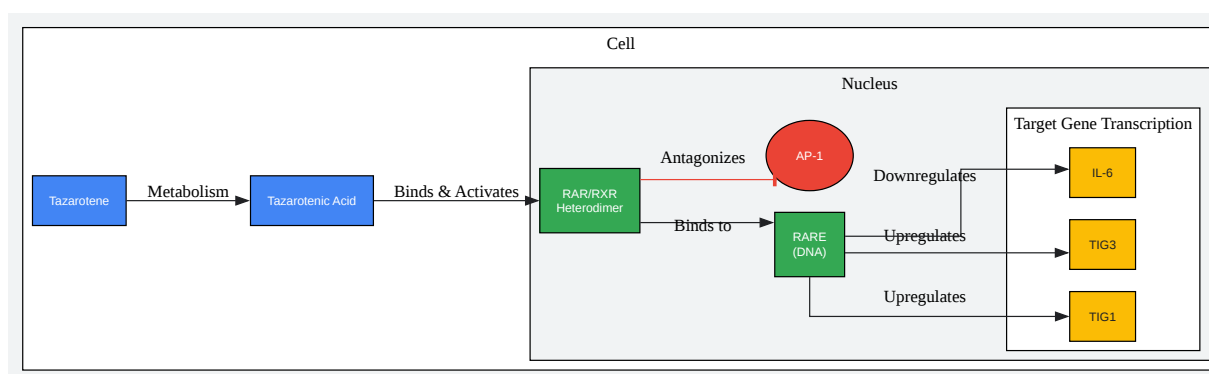 Cell
Nucleus
Target Gene Transcription
Tazarotene
Metabolism
Tazarotenic Acid
Binds & Activates
RAR/RXR
Heterodimer
Antagonizes
AP-1
Binds to
RARE
(DNA)
Downregulates
IL-6
Upregulates
TIG3
Upregulates
TIG1